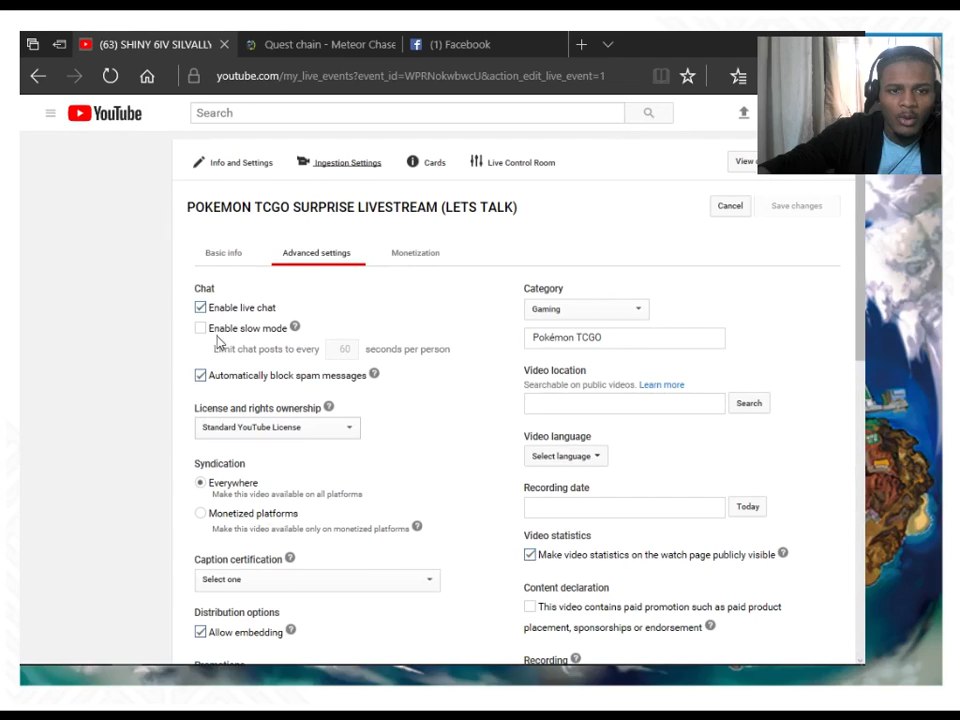 (63) SHINY 6IV SILVALLY
Quest chain - Meteor Chase
(1) Facebook
youtube.com/my_live_events?event_id=WPRNokwbwcU&action_edit_live_event=1
YouTube
Search
Info and Settings
Ingestion Settings
Cards
Live Control Room
View
POKEMON TCGO SURPRISE LIVESTREAM (LETS TALK)
Cancel
Save changes
Basic info
Advanced settings
Monetization
Chat
Enable live chat
Enable slow mode
Limit chat posts to every 60 seconds per person
Automatically block spam messages
License and rights ownership
Standard YouTube License
Syndication
Everywhere
Make this video available on all platforms
Monetized platforms
Make this video available only on monetized platforms
Caption certification
Select one
Distribution options
Allow embedding
Category
Gaming
Pokémon TCGO
Video location
Searchable on public videos. Learn more
Search
Video language
Select language
Recording date
Today
Video statistics
Make video statistics on the watch page publicly visible
Content declaration
This video contains paid promotion such as paid product
placement, sponsorships or endorsement
Recording